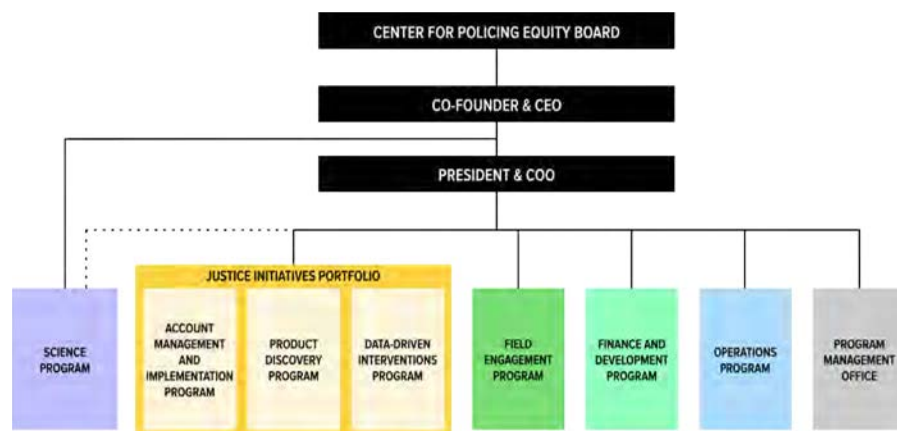 CENTER FOR POLICING EQUITY BOARD
CO-FOUNDER & CEO
PRESIDENT & COO
JUSTICE INITIATIVES PORTFOLIO
SCIENCE
PROGRAM
ACCOUNT
MANAGEMENT
AND
IMPLEMENTATION
PROGRAM
PRODUCT
DISCOVERY
PROGRAM
DATA-DRIVEN
INTERVENTIONS
PROGRAM
FIELD
ENGAGEMENT
PROGRAM
FINANCE AND
DEVELOPMENT
PROGRAM
OPERATIONS
PROGRAM
PROGRAM
MANAGEMENT
OFFICE